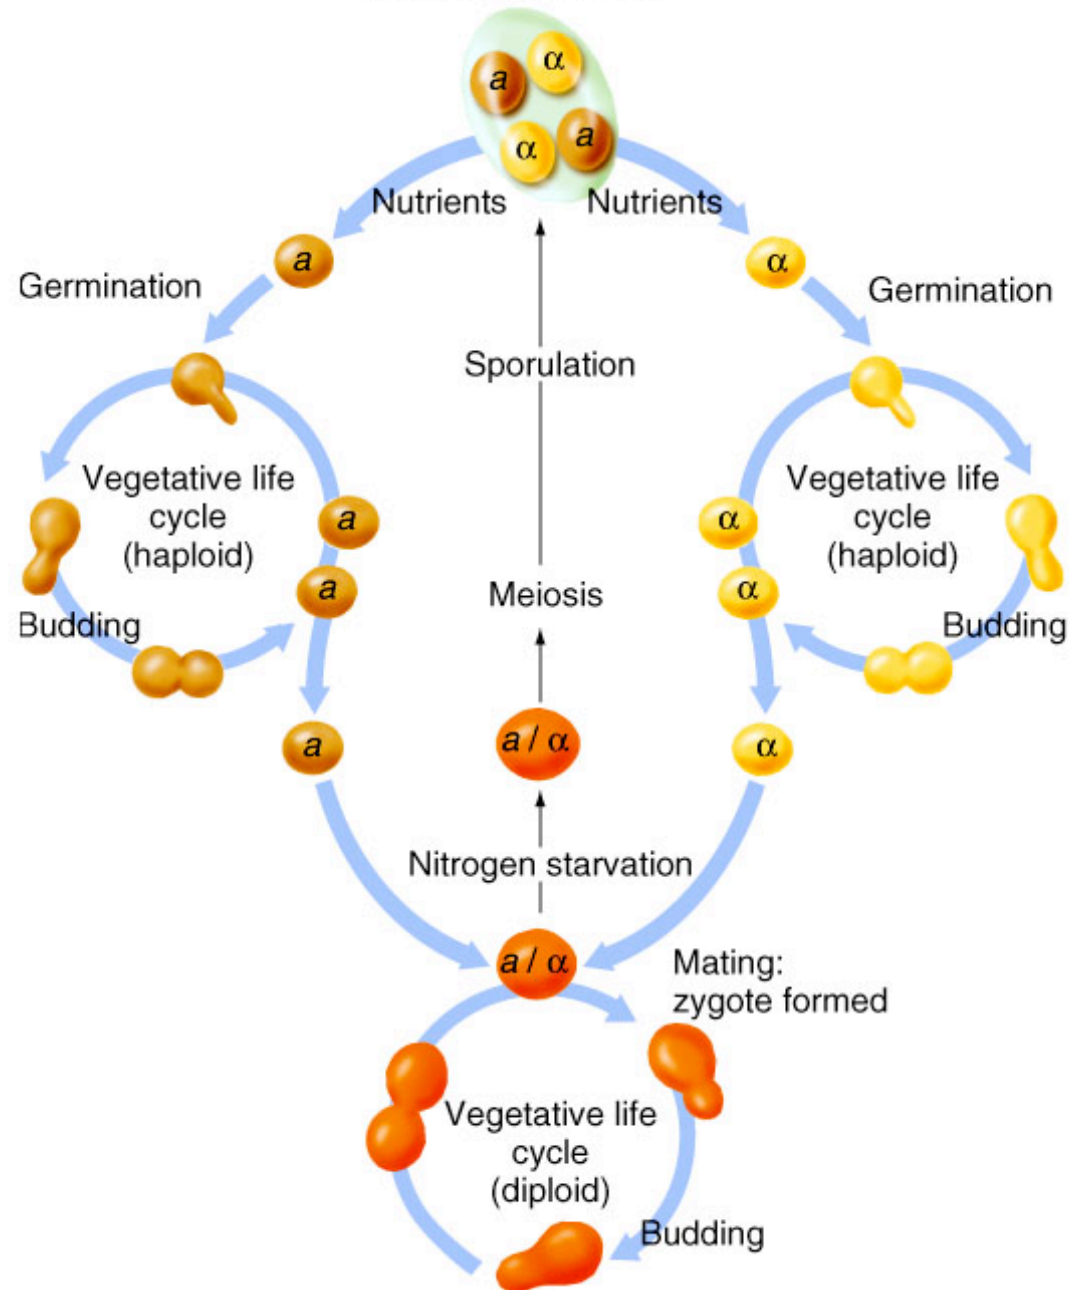 a
α
α
a
Nutrients
Nutrients
a
α
Germination
Germination
Sporulation
Vegetative life
cycle
(haploid)
Vegetative life
cycle
(haploid)
a
α
a
α
Meiosis
Budding
Budding
a / α
a
α
Nitrogen starvation
a / α
Mating:
zygote formed
Vegetative life
cycle
(diploid)
Budding